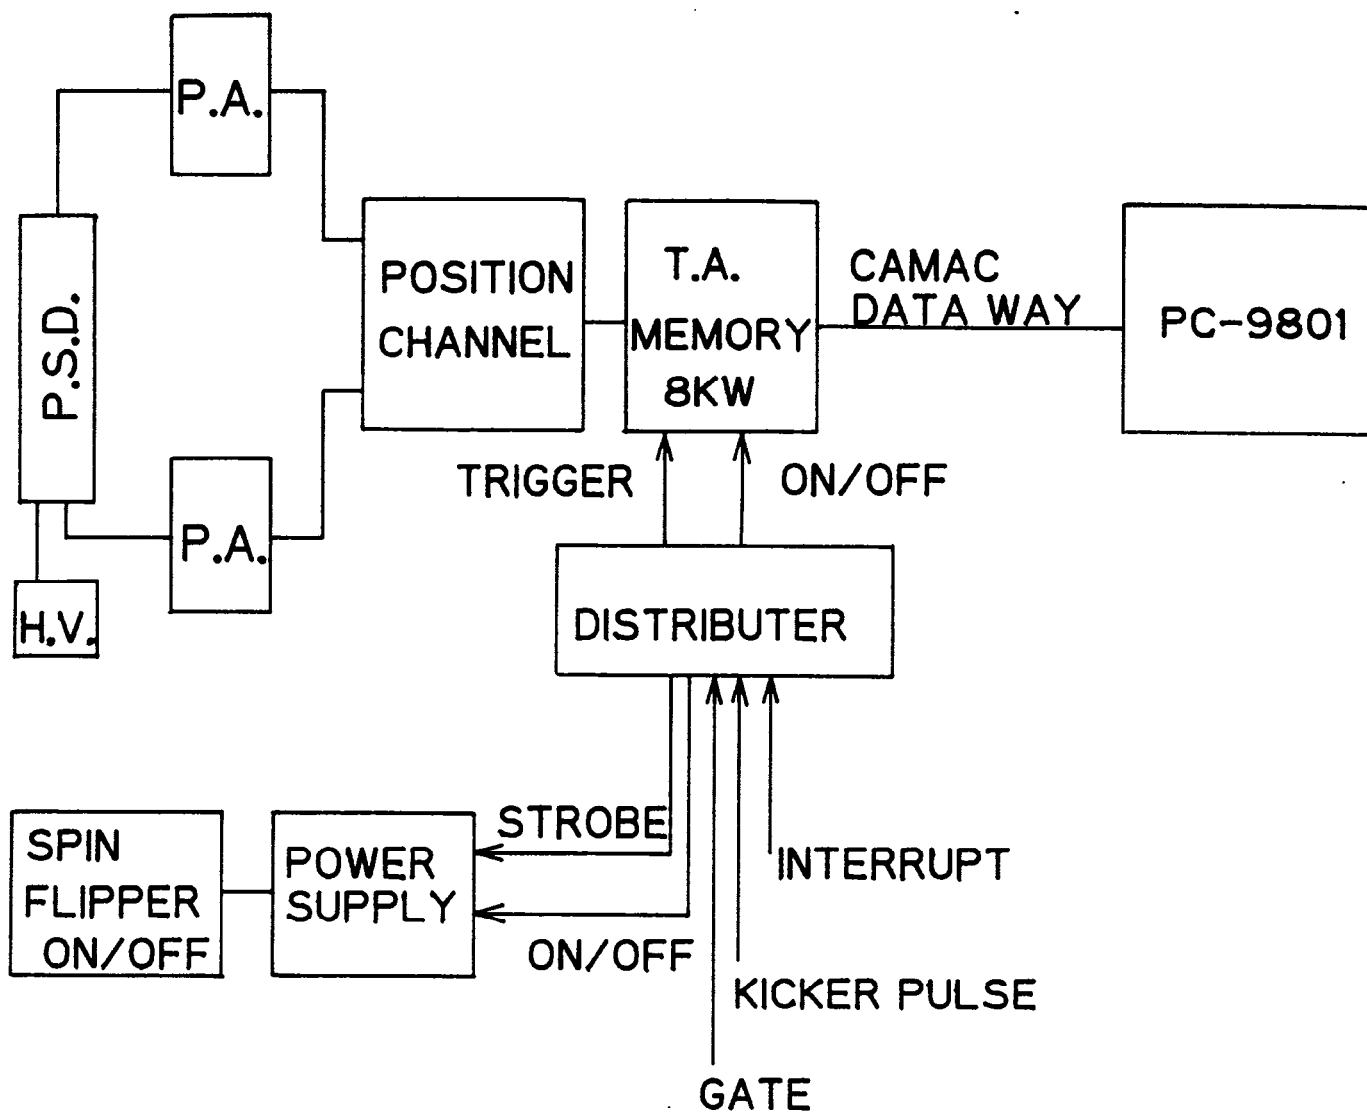 P.A.
P.S.D.
POSITION
CHANNEL
T.A.
MEMORY
8KW
CAMAC
DATA WAY
PC-9801
P.A.
H.V.
TRIGGER
ON/OFF
DISTRIBUTER
SPIN
FLIPPER
ON/OFF
POWER
SUPPLY
STROBE
ON/OFF
INTERRUPT
KICKER PULSE
GATE